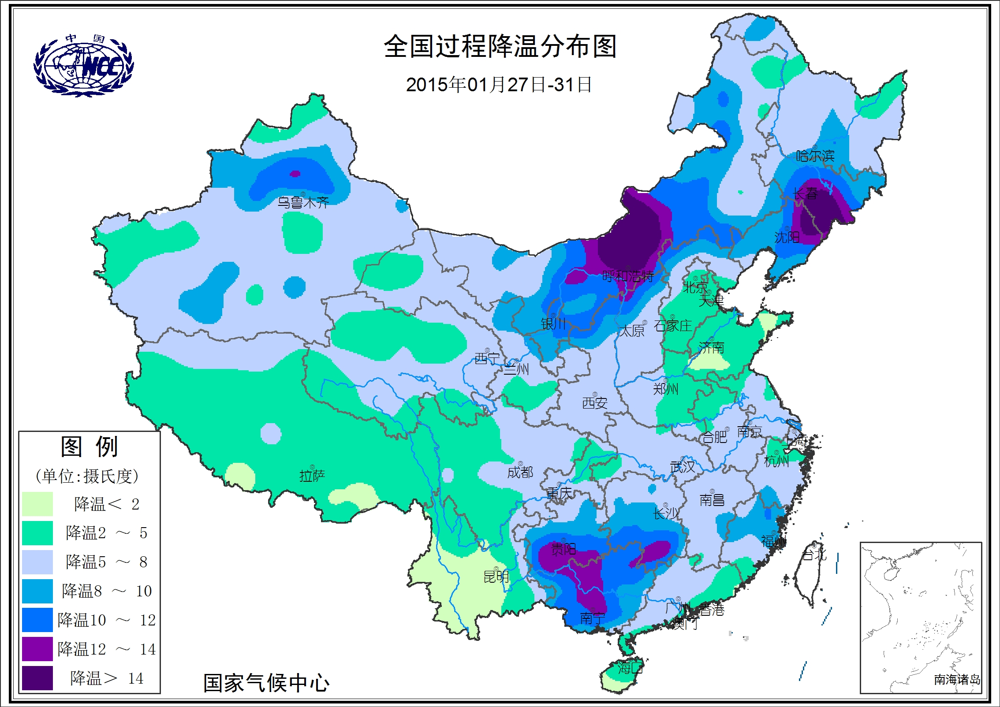 中 国
NCC
全国过程降温分布图
2015年01月27日-31日
哈尔滨
长春
乌鲁木齐
沈阳
呼和浩特
北京
天津
银川
太原
石家庄
济南
西宁
兰州
郑州
西安
合肥
南京
上海
杭州
成都
武汉
拉萨
重庆
南昌
长沙
贵阳
福州
台北
昆明
广州
香港
澳门
南宁
海口
图 例
(单位:摄氏度)
降温< 2
降温2 ～ 5
降温5 ～ 8
降温8 ～ 10
降温10 ～ 12
降温12 ～ 14
降温> 14
国家气候中心
南海诸岛